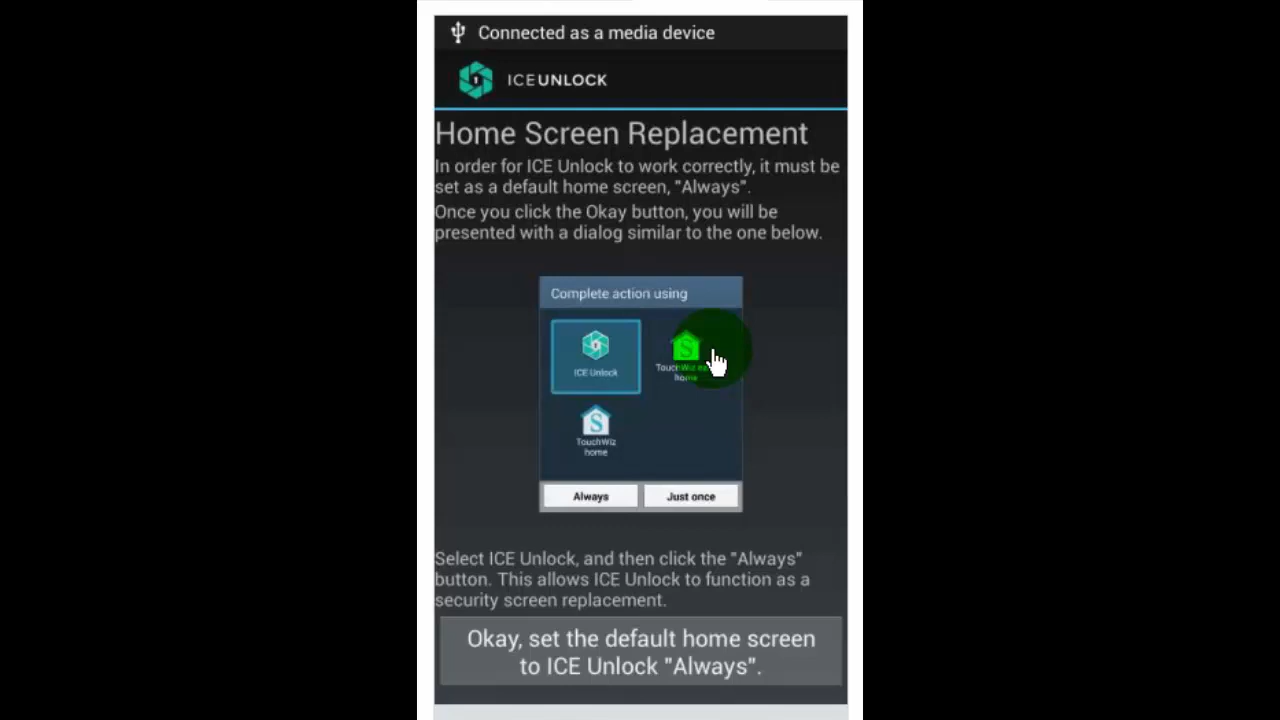 Connected as a media device
ICEUNLOCK
Home Screen Replacement
In order for ICE Unlock to work correctly, it must be
set as a default home screen, "Always".
Once you click the Okay button, you will be
presented with a dialog similar to the one below.
Complete action using
ICE Unlock
TouchWiz
home
TouchWiz
home
Always
Just once
Select ICE Unlock, and then click the "Always"
button. This allows ICE Unlock to function as a
security screen replacement.
Okay, set the default home screen
to ICE Unlock "Always".